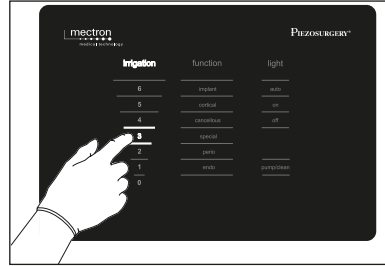 mectron
medical technology
PIEZOSURGERY®
Irrigation function light
6 implant auto
5 cortical on
4 cancellous off
3 special
2 perio
1 endo pump/clean
0